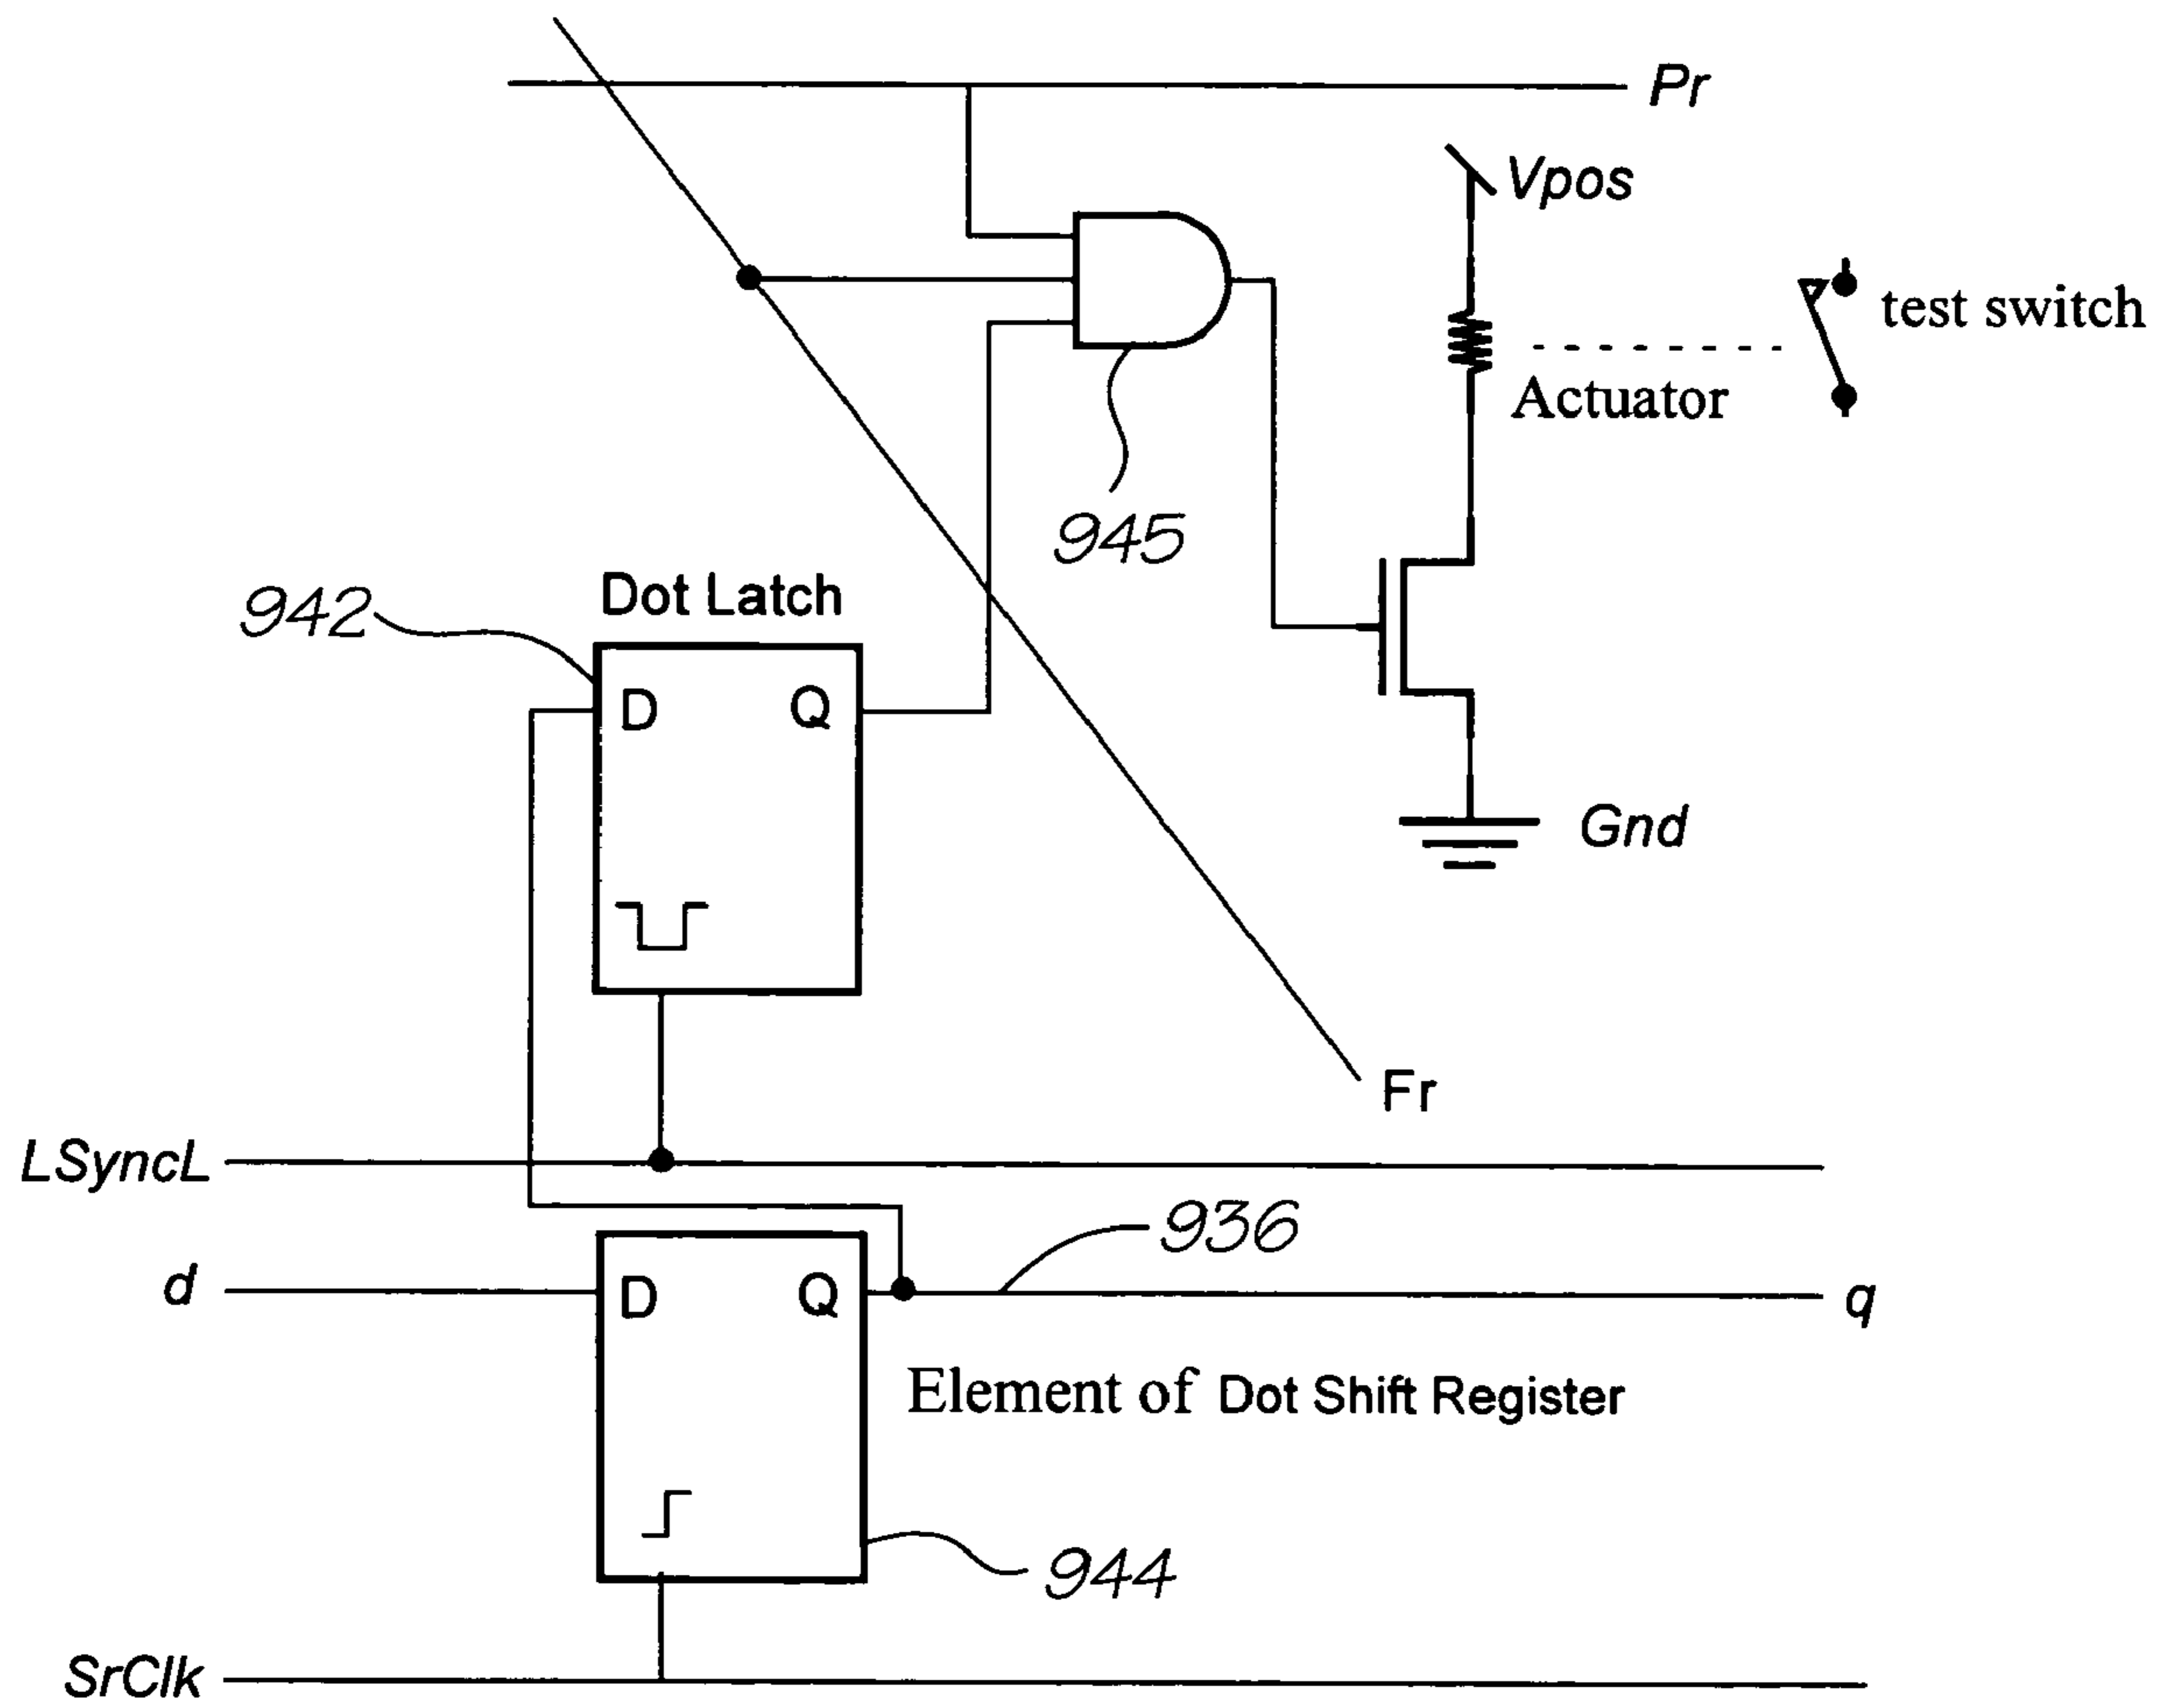 Pr
Vpos
test switch
Actuator
945
Dot Latch
942
D Q
Gnd
Fr
LSyncL
936
d
D Q
q
Element of Dot Shift Register
944
SrClk